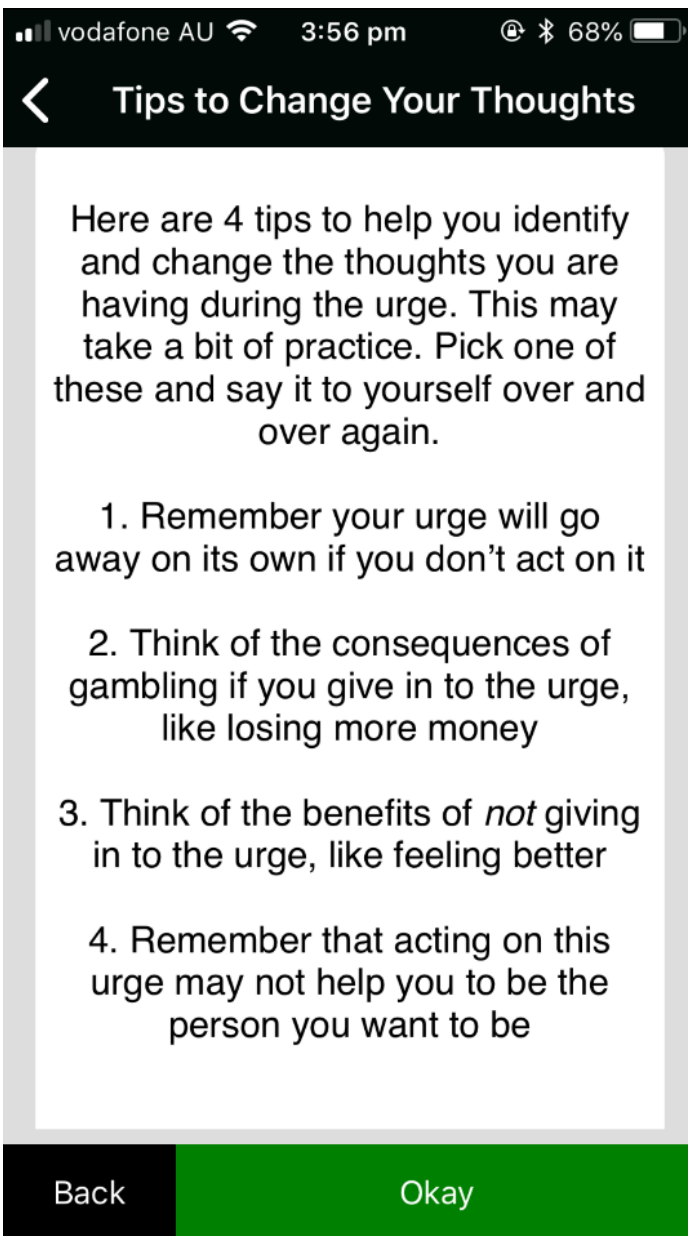 vodafone AU 3:56 pm 68%
Tips to Change Your Thoughts
Here are 4 tips to help you identify
and change the thoughts you are
having during the urge. This may
take a bit of practice. Pick one of
these and say it to yourself over and
over again.
1. Remember your urge will go
away on its own if you don’t act on it
2. Think of the consequences of
gambling if you give in to the urge,
like losing more money
3. Think of the benefits of not giving
in to the urge, like feeling better
4. Remember that acting on this
urge may not help you to be the
person you want to be
Back Okay